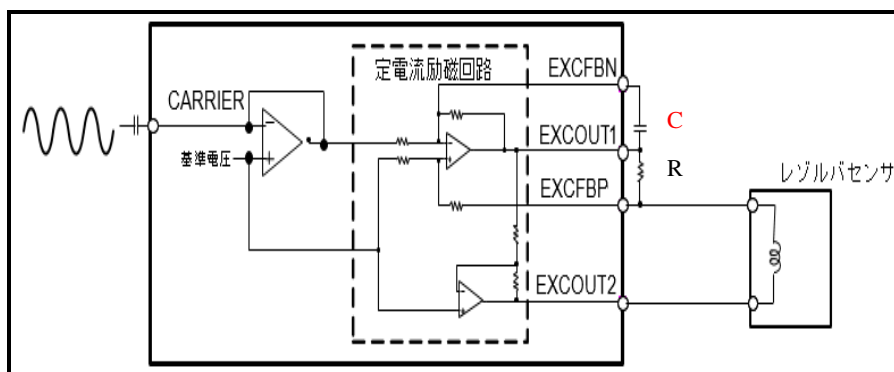 定電流励磁回路
EXCFBN
CARRIER
C
EXCOUT1
基準電圧
R
レゾルバセンサ
EXCFBP
EXCOUT2